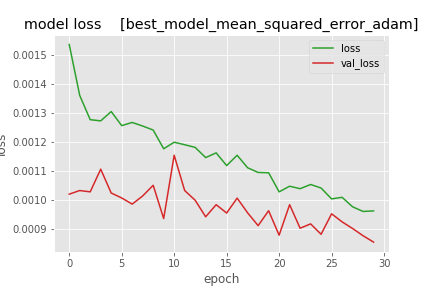 model loss [best_model_mean_squared_error_adam]
loss
val_loss
0.0015
0.0014
0.0013
0.0012
0.0011
0.0010
0.0009
loss
0 5 10 15 20 25 30
epoch